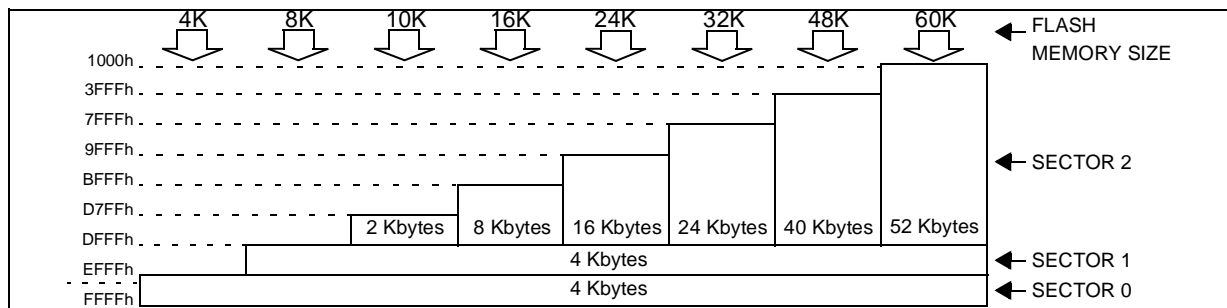 4K 8K 10K 16K 24K 32K 48K 60K
FLASH
MEMORY SIZE
1000h
3FFFh
7FFFh
9FFFh
SECTOR 2
BFFFh
D7FFh
2 Kbytes 8 Kbytes 16 Kbytes 24 Kbytes 40 Kbytes 52 Kbytes
DFFFh
4 Kbytes SECTOR 1
EFFFh
4 Kbytes SECTOR 0
FFFFh